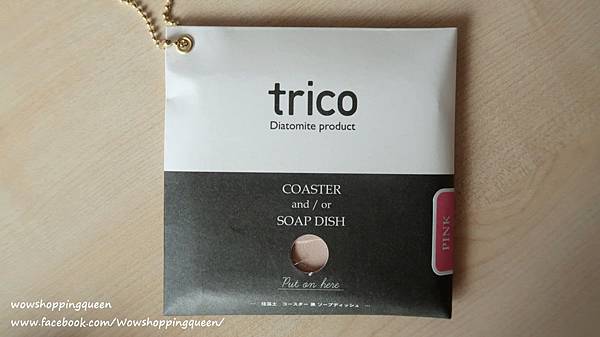 trico
Diatomite product
COASTER
and / or
SOAP DISH
PINK
Put on here
珪藻土 コースター 兼 ソープディッシュ
wowshoppingqueen
www.facebook.com/Wowshoppingqueen/